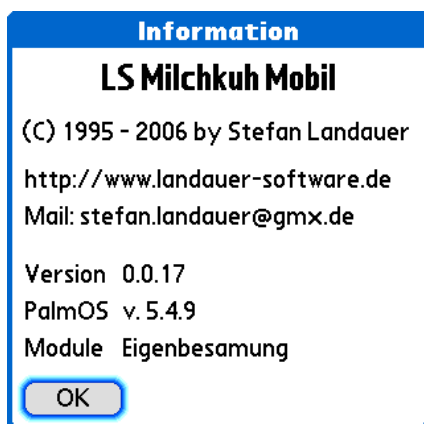 Information
LS Milchkuh Mobil
(C) 1995 - 2006 by Stefan Landauer
http://www.landauer-software.de
Mail: stefan.landauer@gmx.de
Version 0.0.17
PalmOS v. 5.4.9
Module Eigenbesamung
OK